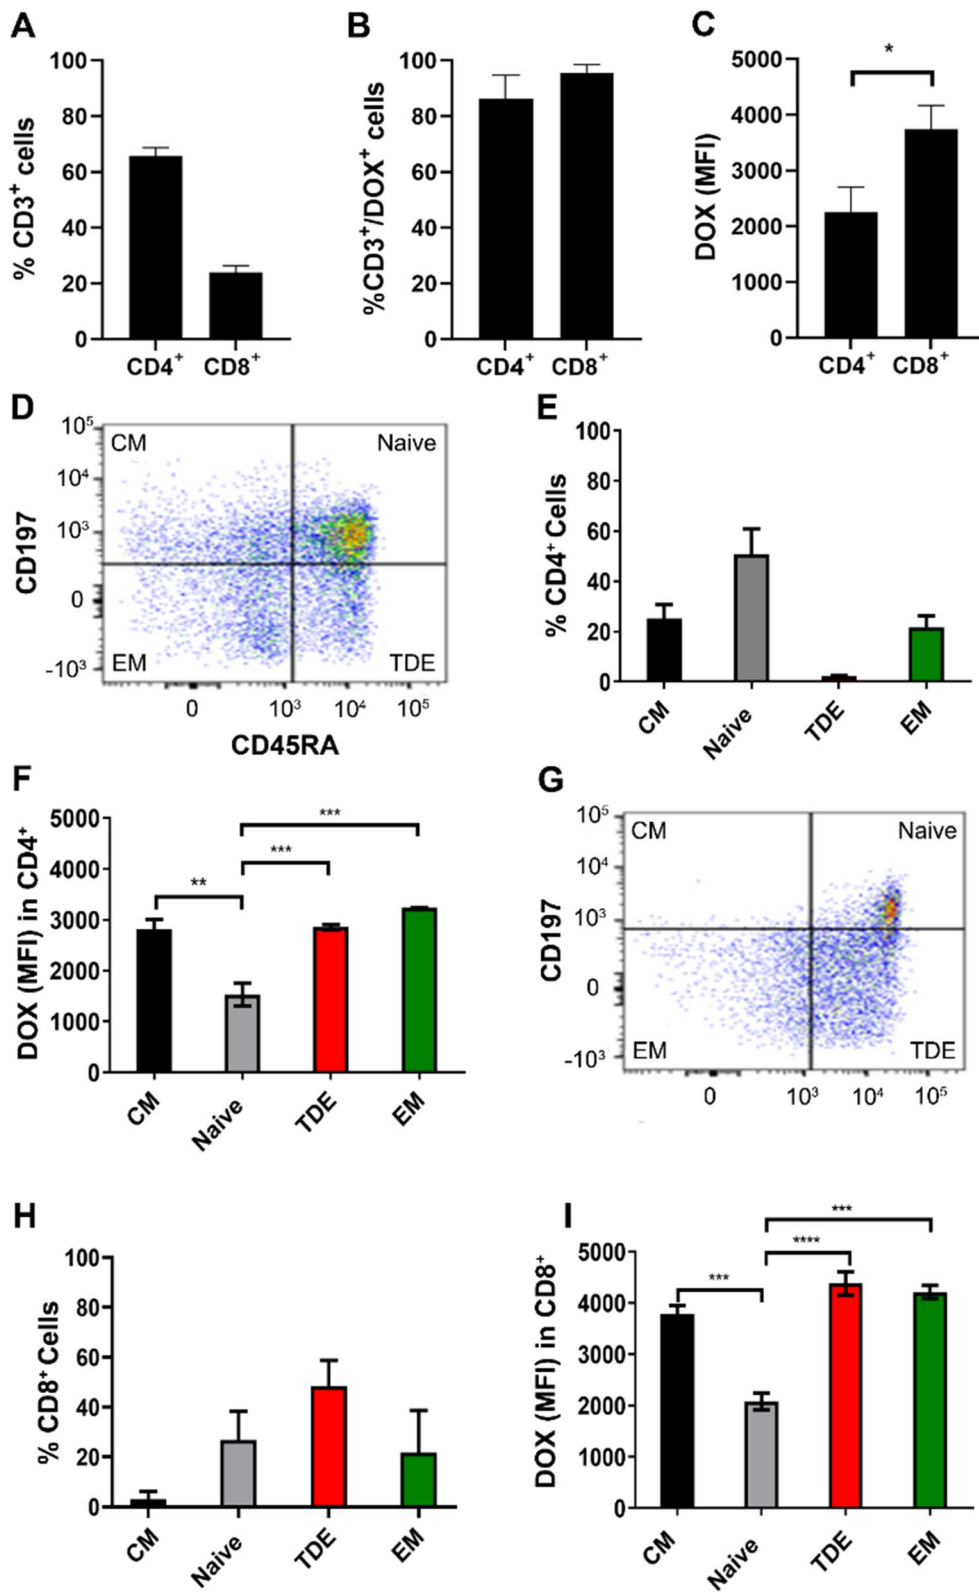 A
% CD3⁺ cells
100
80
60
40
20
0
CD4⁺ CD8⁺
B
%CD3⁺/DOX⁺ cells
100
80
60
40
20
0
CD4⁺ CD8⁺
C
DOX (MFI)
5000
4000
3000
2000
1000
0
*
CD4⁺ CD8⁺
D
CD197
10⁵
10⁴
10³
0
-10³
CM Naive
EM TDE
0 10³ 10⁴ 10⁵
CD45RA
E
% CD4⁺ Cells
100
80
60
40
20
0
CM Naive TDE EM
F
DOX (MFI) in CD4⁺
5000
4000
3000
2000
1000
0
***
***
**
CM Naive TDE EM
G
CD197
10⁵
10⁴
10³
0
-10³
CM Naive
EM TDE
0 10³ 10⁴ 10⁵
H
% CD8⁺ Cells
100
80
60
40
20
0
CM Naive TDE EM
I
DOX (MFI) in CD8⁺
5000
4000
3000
2000
1000
0
***
****
***
CM Naive TDE EM